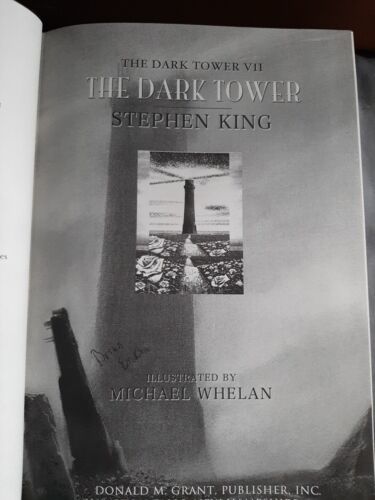 THE DARK TOWER VII
THE DARK TOWER
STEPHEN KING
ILLUSTRATED BY
MICHAEL WHELAN
DONALD M. GRANT, PUBLISHER, INC.